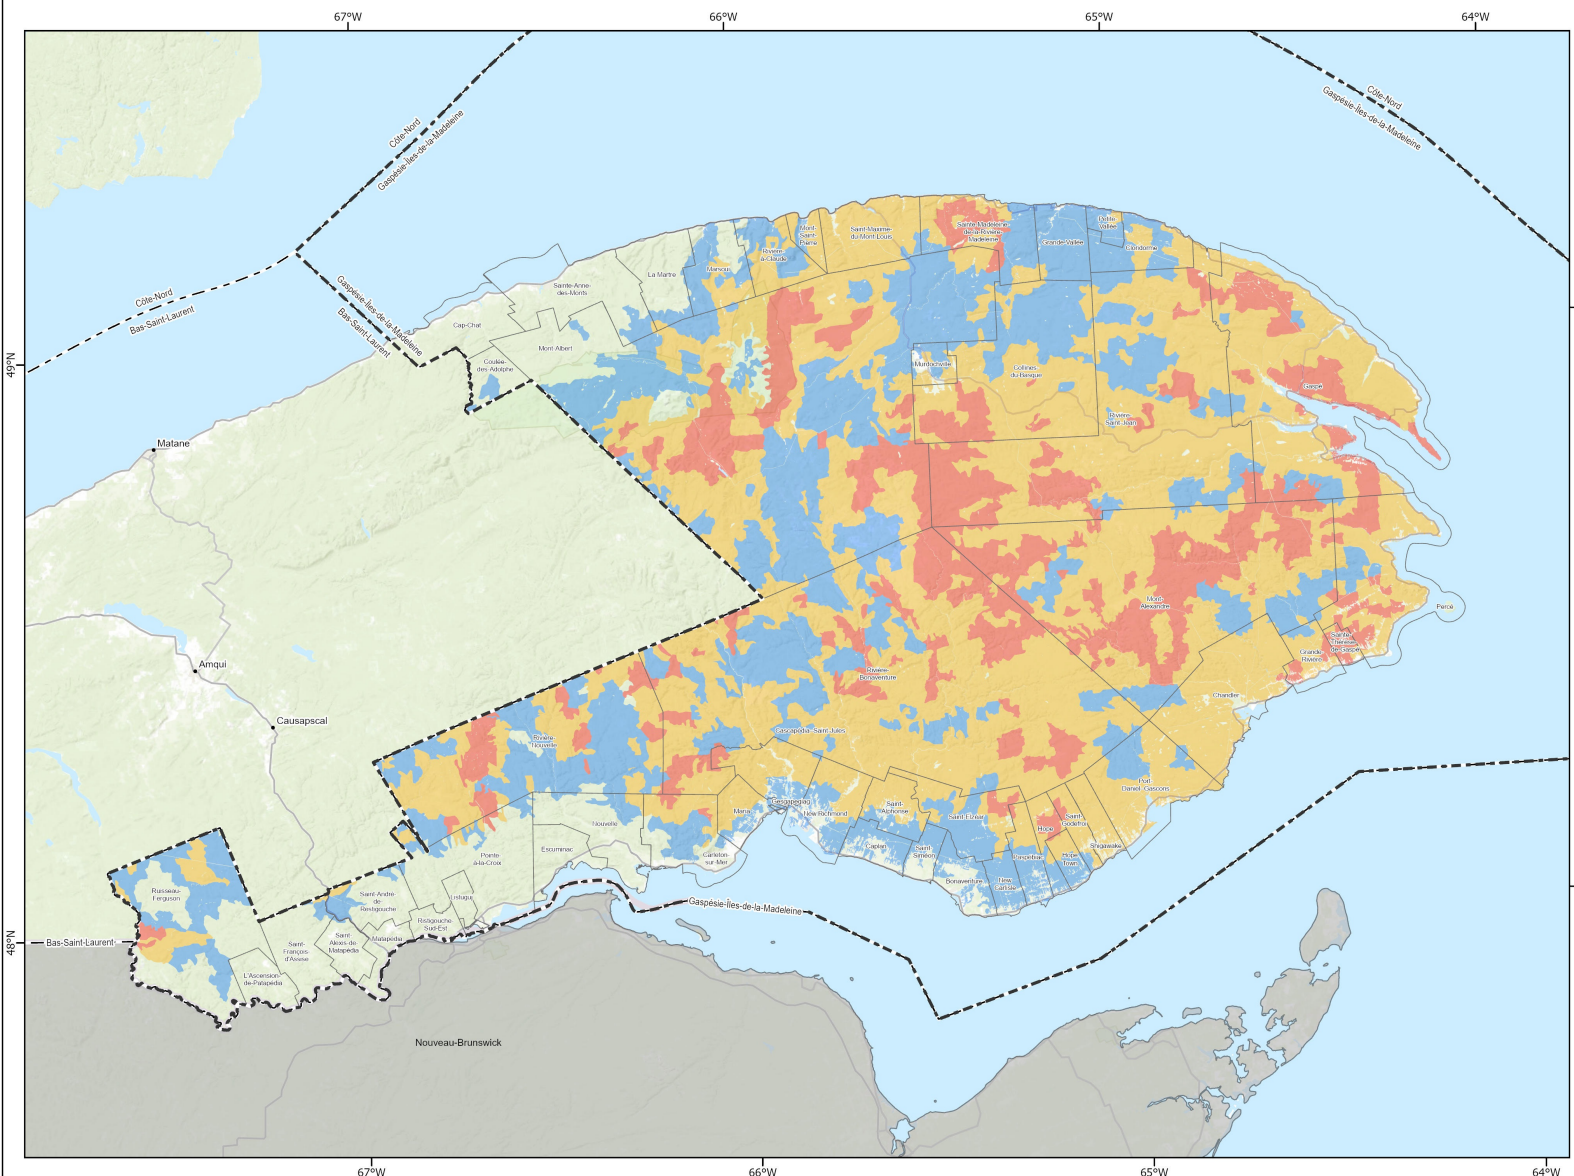 67°W
66°W
65°W
64°W
Côte-Nord
Gaspésie-Îles-de-la-Madeleine
Côte-Nord
Gaspésie-Îles-de-la-Madeleine
Côte-Nord
Bas-Saint-Laurent
Gaspésie-Îles-de-la-Madeleine
Bas-Saint-Laurent
Sainte-Madeleine-
de-la-Rivière-
Madeleine
Petite-
Vallée
Grande-Vallée
Cloridorme
Saint-Maxime-
du-Mont-Louis
Mont-
Saint-
Pierre
Rivière-
à-Claude
Marsoui
La Martre
Sainte-Anne-
des-Monts
Cap-Chat
Mont-Albert
Coulée-
des-Adolphe
49°N
Murdochville
Collines-
du-Basque
Gaspé
Rivière-
Saint-Jean
Matane
Mont-
Alexandre
Percé
Sainte-
Thérèse-
de-Gaspé
Grande-
Rivière
Rivière-
Bonaventure
Amqui
Chandler
Causapscal
Cascapédia-Saint-Jules
Rivière-
Nouvelle
Port-
Daniel-Gascons
Gesgapegiag
New Richmond
Maria
Saint-
Alphonse
Saint-Elzéar
Saint-
Godefroi
Hope
Shigawake
Nouvelle
Caplan
Saint-
Siméon
Paspébiac
Hope
Town
Carleton-
sur-Mer
Escuminac
Pointe-
à-la-Croix
Bonaventure
New
Carlisle
Ruisseau-
Ferguson
Saint-André-
de-
Restigouche
Listuguj
Gaspésie-Îles-de-la-Madeleine
Ristigouche-
Sud-Est
Matapédia
Saint-
Alexis-de-
Matapédia
Saint-
François-
d'Assise
L'Ascension-
de-Patapédia
48°N
Bas-Saint-Laurent
Nouveau-Brunswick
67°W
66°W
65°W
64°W